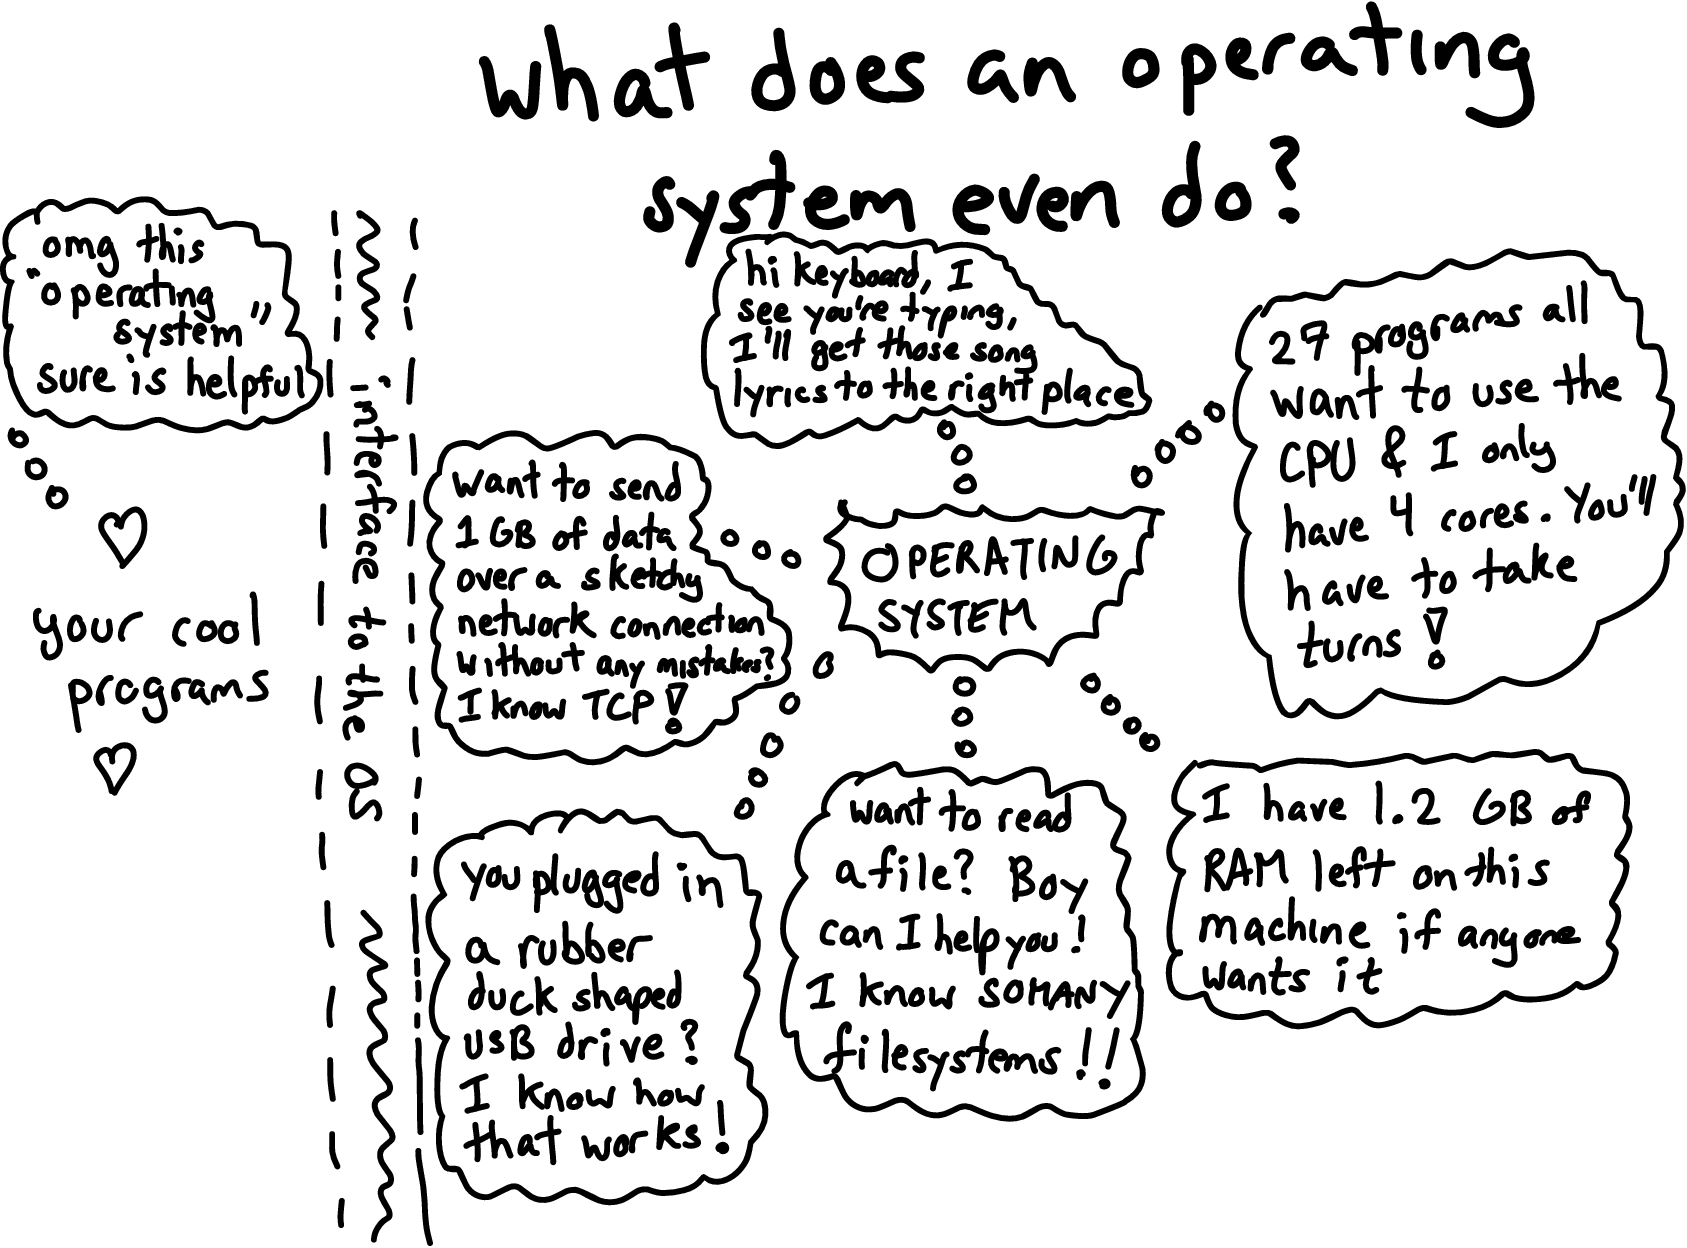 what does an operating
system even do?
omg this
"operating
system"
sure is helpful
your cool
programs
interface to the OS
hi keyboard, I
see you're typing,
I'll get those song
lyrics to the right place
27 programs all
want to use the
CPU & I only
have 4 cores. You'll
have to take
turns!
want to send
1 GB of data
over a sketchy
network connection
without any mistakes?
I know TCP!
OPERATING
SYSTEM
you plugged in
a rubber
duck shaped
USB drive?
I know how
that works!
want to read
a file? Boy
can I help you!
I know SO MANY
filesystems!!
I have 1.2 GB of
RAM left on this
machine if anyone
wants it